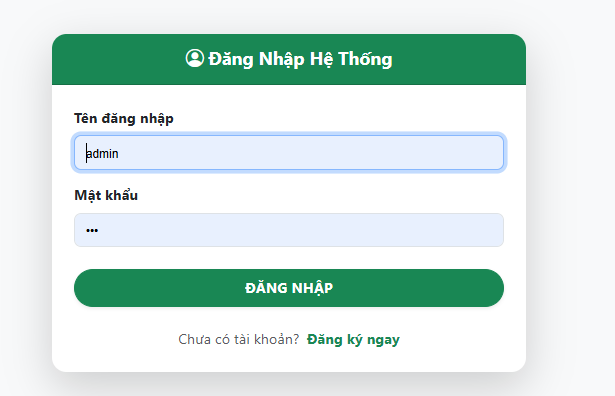 Đăng Nhập Hệ Thống
Tên đăng nhập
admin
Mật khẩu
•••
ĐĂNG NHẬP
Chưa có tài khoản? Đăng ký ngay